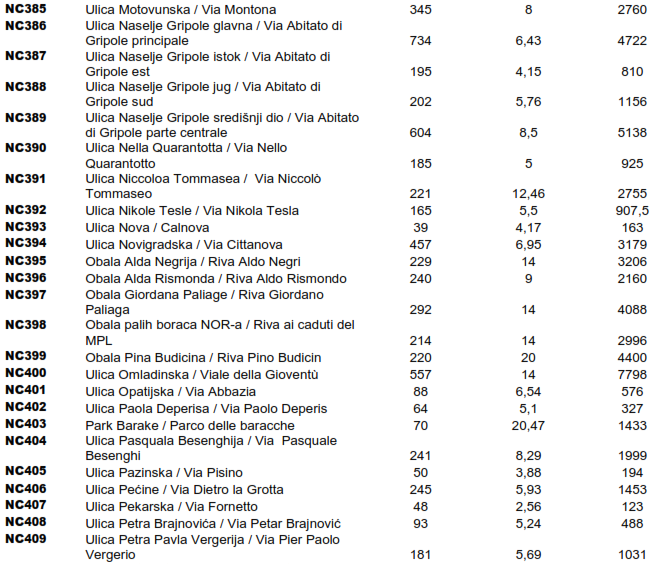 NC385 Ulica Motovunska / Via Montona 345 8 2760
NC386 Ulica Naselje Gripole glavna / Via Abitato di
Gripole principale 734 6,43 4722
NC387 Ulica Naselje Gripole istok / Via Abitato di
Gripole est 195 4,15 810
NC388 Ulica Naselje Gripole jug / Via Abitato di
Gripole sud 202 5,76 1156
NC389 Ulica Naselje Gripole središnji dio / Via Abitato
di Gripole parte centrale 604 8,5 5138
NC390 Ulica Nella Quarantotta / Via Nello
Quarantotto 185 5 925
NC391 Ulica Niccoloa Tommasea / Via Niccolò
Tommaseo 221 12,46 2755
NC392 Ulica Nikole Tesle / Via Nikola Tesla 165 5,5 907,5
NC393 Ulica Nova / Calnova 39 4,17 163
NC394 Ulica Novigradska / Via Cittanova 457 6,95 3179
NC395 Obala Alda Negrija / Riva Aldo Negri 229 14 3206
NC396 Obala Alda Rismonda / Riva Aldo Rismondo 240 9 2160
NC397 Obala Giordana Paliage / Riva Giordano
Paliaga 292 14 4088
NC398 Obala palih boraca NOR-a / Riva ai caduti del
MPL 214 14 2996
NC399 Obala Pina Budicina / Riva Pino Budicin 220 20 4400
NC400 Ulica Omladinska / Viale della Gioventù 557 14 7798
NC401 Ulica Opatijska / Via Abbazia 88 6,54 576
NC402 Ulica Paola Deperisa / Via Paolo Deperis 64 5,1 327
NC403 Park Barake / Parco delle baracche 70 20,47 1433
NC404 Ulica Pasquala Besenghija / Via Pasquale
Besenghi 241 8,29 1999
NC405 Ulica Pazinska / Via Pisino 50 3,88 194
NC406 Ulica Pećine / Via Dietro la Grotta 245 5,93 1453
NC407 Ulica Pekarska / Via Fornetto 48 2,56 123
NC408 Ulica Petra Brajnovića / Via Petar Brajnović 93 5,24 488
NC409 Ulica Petra Pavla Vergerija / Via Pier Paolo
Vergerio 181 5,69 1031